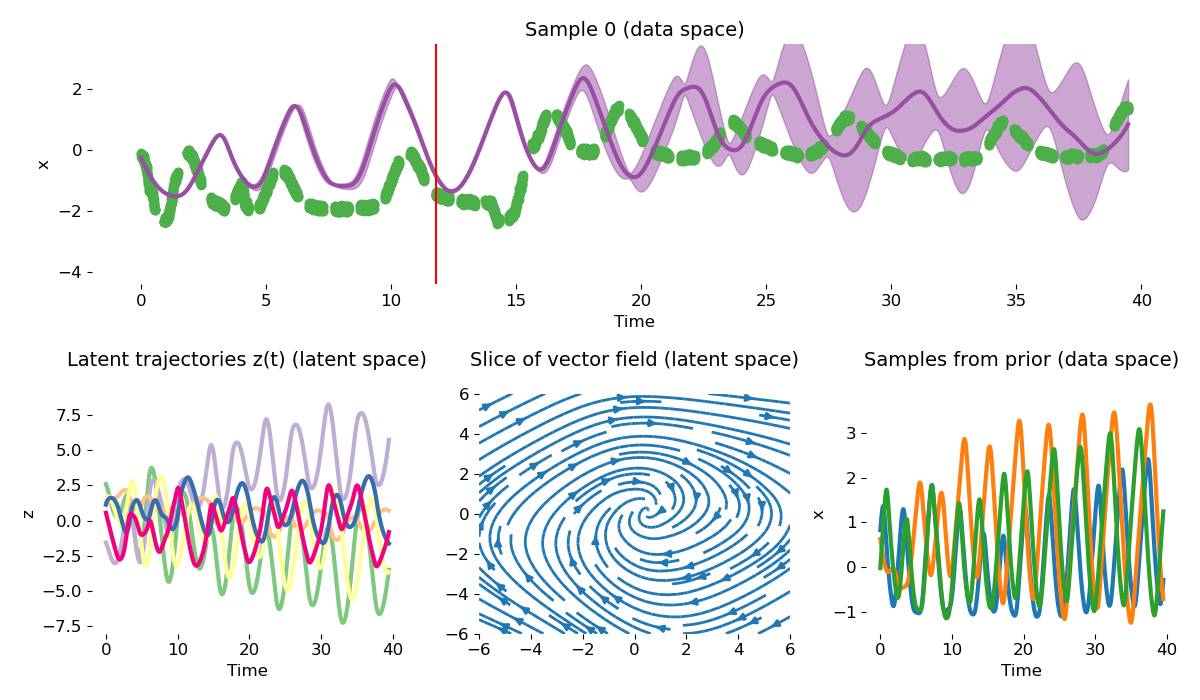 Sample 0 (data space)
x
2
0
−2
−4
0 5 10 15 20 25 30 35 40
Time
Latent trajectories z(t) (latent space)
z
7.5
5.0
2.5
0.0
−2.5
−5.0
−7.5
0 10 20 30 40
Time
Slice of vector field (latent space)
6
4
2
0
−2
−4
−6
−6 −4 −2 0 2 4 6
Samples from prior (data space)
x
3
2
1
0
−1
0 10 20 30 40
Time